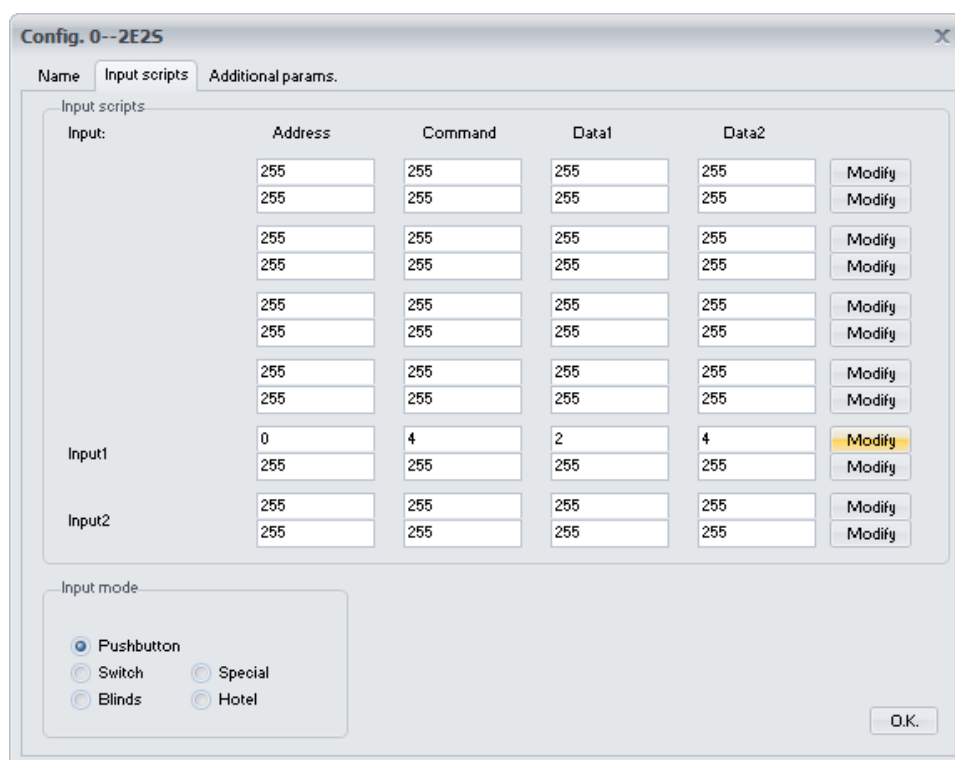 Config. 0--2E2S
Name Input scripts Additional params.
Input scripts
Input: Address Command Data1 Data2
255 255 255 255 Modify
255 255 255 255 Modify
255 255 255 255 Modify
255 255 255 255 Modify
255 255 255 255 Modify
255 255 255 255 Modify
255 255 255 255 Modify
255 255 255 255 Modify
Input1
0 4 2 4 Modify
255 255 255 255 Modify
Input2
255 255 255 255 Modify
255 255 255 255 Modify
Input mode
Pushbutton
Switch Special
Blinds Hotel
O.K.